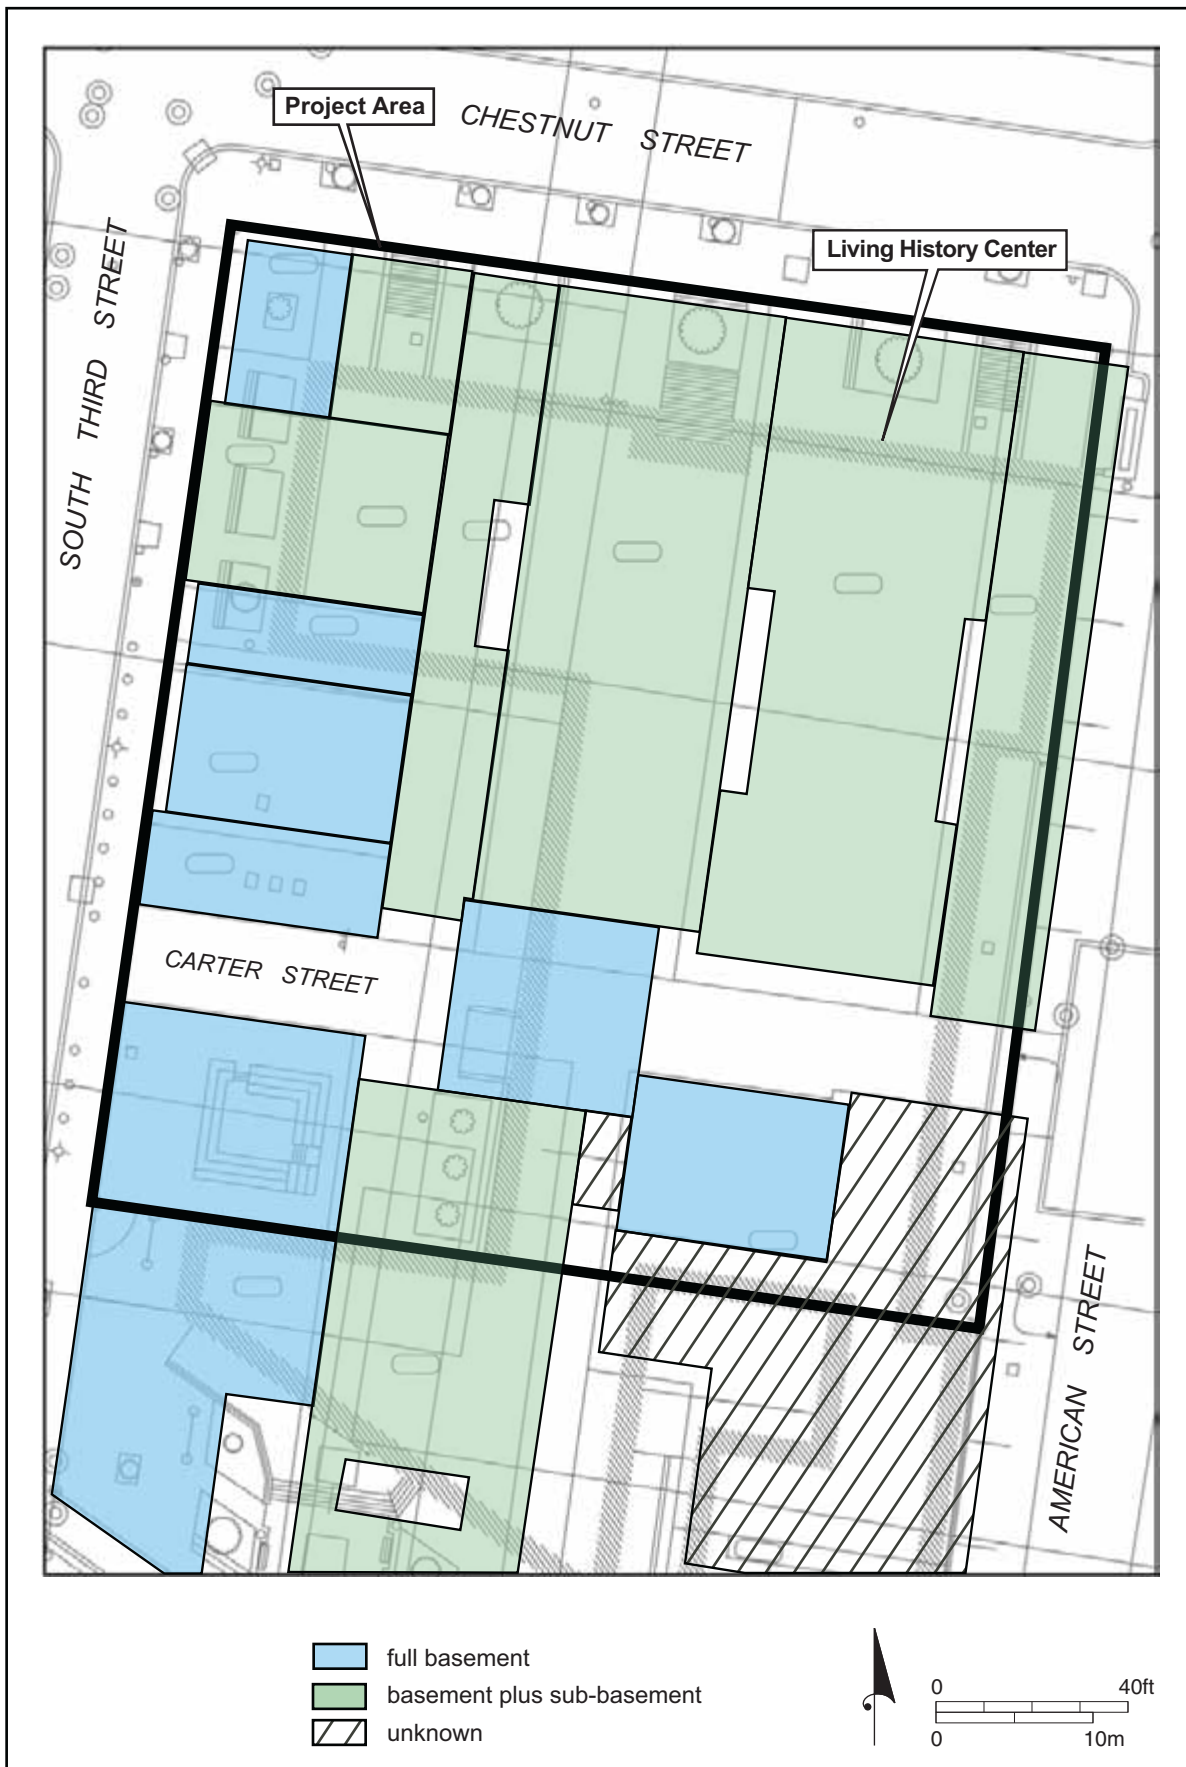 Project Area
CHESTNUT STREET
Living History Center
SOUTH THIRD STREET
CARTER STREET
AMERICAN STREET
full basement
basement plus sub-basement
unknown
0 40ft
0 10m